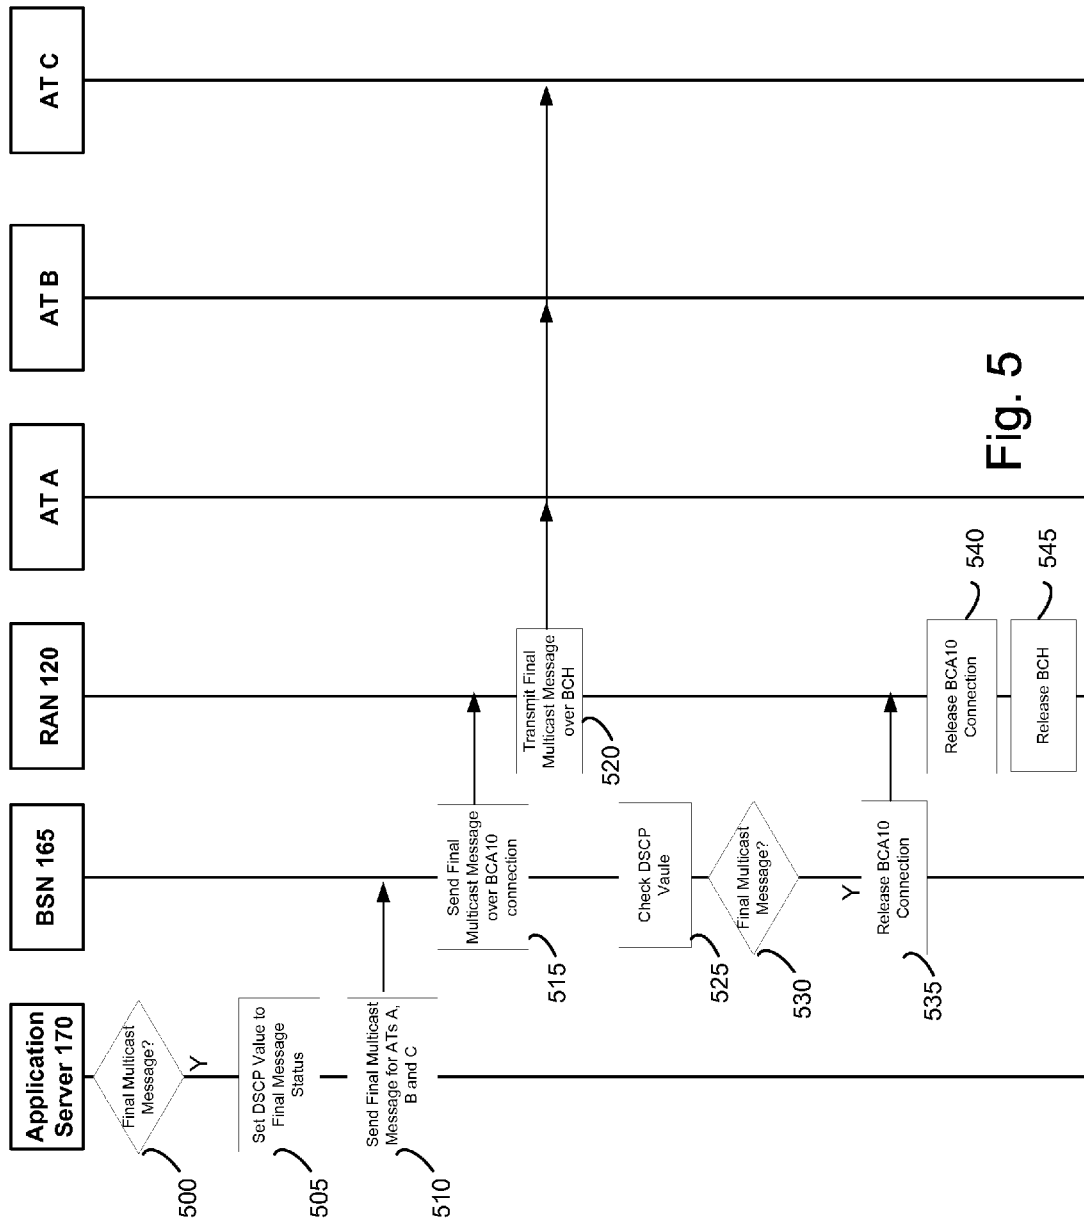 Application
Server 170
BSN 165
RAN 120
AT A
AT B
AT C
Final Multicast
Message?
500
Y
Set DSCP Value to
Final Message
Status
505
Send Final Multicast
Message for ATs A,
B and C
510
Send Final
Multicast Message
over BCA10
connection
515
Transmit Final
Multicast Message
over BCH
520
Check DSCP
Vaule
525
Final Multicast
Message?
530
Y
Release BCA10
Connection
535
Release BCA10
Connection
540
Release BCH
545
Fig. 5